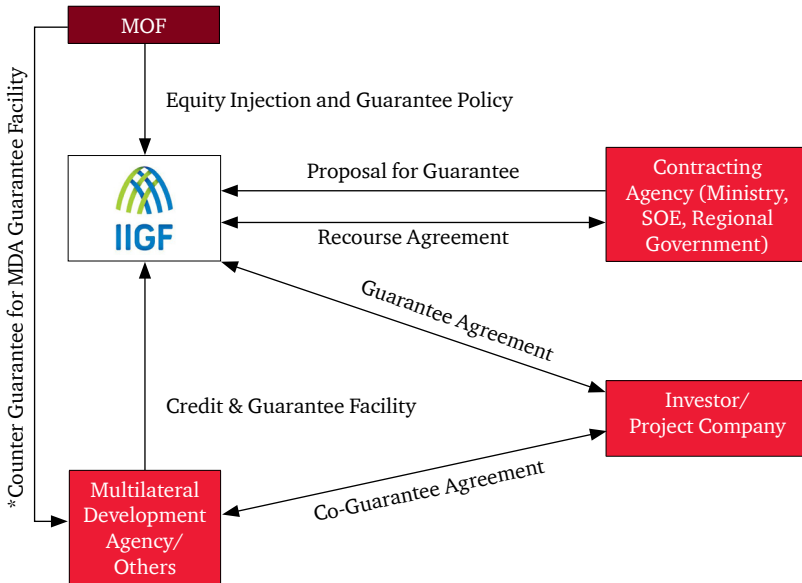 MOF
*Counter Guarantee for MDA Guarantee Facility
Equity Injection and Guarantee Policy
IIGF
Proposal for Guarantee
Recourse Agreement
Contracting
Agency (Ministry,
SOE, Regional
Government)
Guarantee Agreement
Credit & Guarantee Facility
Investor/
Project Company
Co-Guarantee Agreement
Multilateral
Development
Agency/
Others